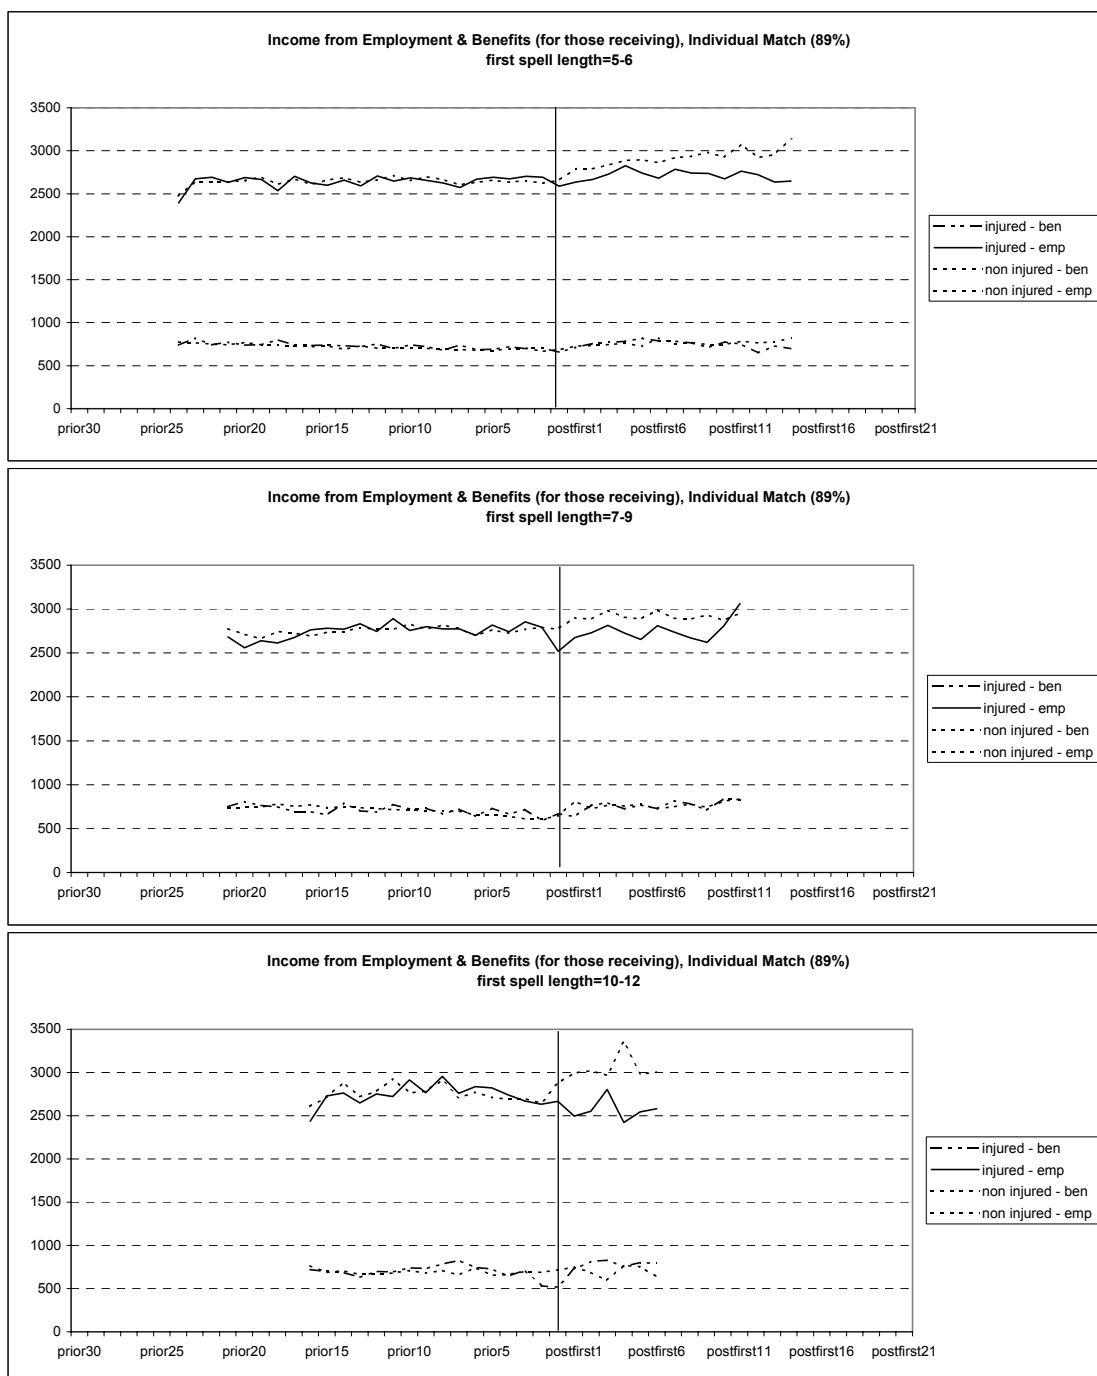 Income from Employment & Benefits (for those receiving), Individual Match (89%)
first spell length=5-6
3500
3000
2500
2000
1500
1000
500
0
prior30 prior25 prior20 prior15 prior10 prior5 postfirst1 postfirst6 postfirst11 postfirst16 postfirst21
injured - ben
injured - emp
non injured - ben
non injured - emp
Income from Employment & Benefits (for those receiving), Individual Match (89%)
first spell length=7-9
3500
3000
2500
2000
1500
1000
500
0
prior30 prior25 prior20 prior15 prior10 prior5 postfirst1 postfirst6 postfirst11 postfirst16 postfirst21
injured - ben
injured - emp
non injured - ben
non injured - emp
Income from Employment & Benefits (for those receiving), Individual Match (89%)
first spell length=10-12
3500
3000
2500
2000
1500
1000
500
0
prior30 prior25 prior20 prior15 prior10 prior5 postfirst1 postfirst6 postfirst11 postfirst16 postfirst21
injured - ben
injured - emp
non injured - ben
non injured - emp